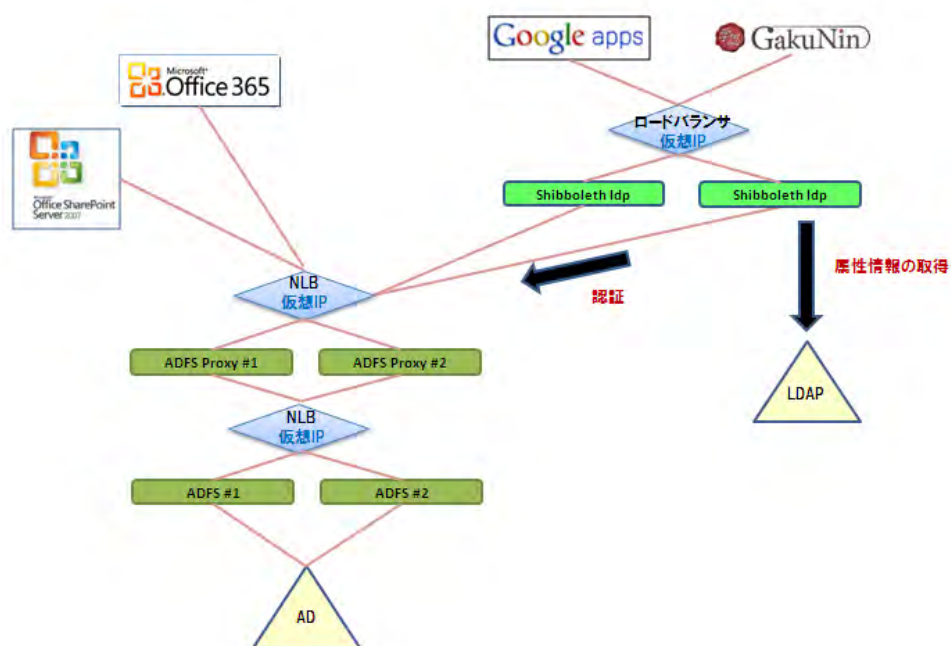 Google apps
GakuNin
Microsoft
Office 365
ロードバランサ
仮想IP
Microsoft
Office SharePoint
Server 2007
Shibboleth Idp
Shibboleth Idp
属性情報の取得
認証
NLB
仮想IP
ADFS Proxy #1
ADFS Proxy #2
LDAP
NLB
仮想IP
ADFS #1
ADFS #2
AD